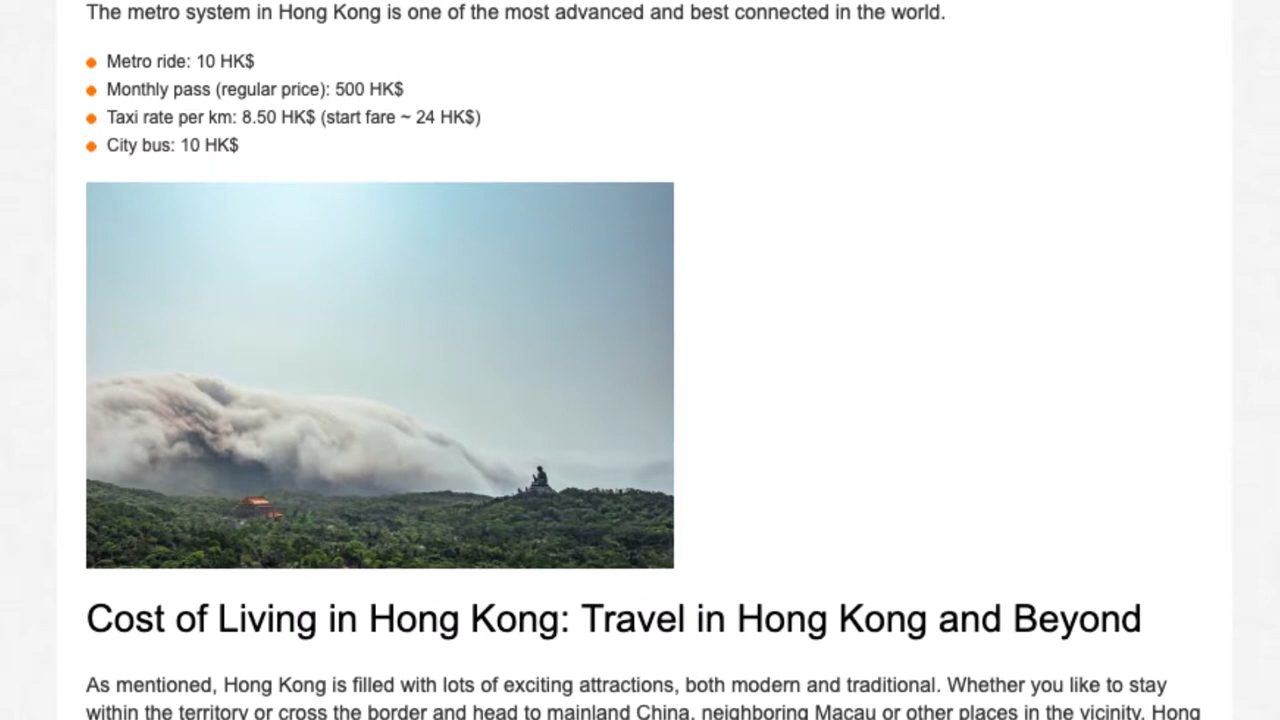 The metro system in Hong Kong is one of the most advanced and best connected in the world.
Metro ride: 10 HK$
Monthly pass (regular price): 500 HK$
Taxi rate per km: 8.50 HK$ (start fare ~ 24 HK$)
City bus: 10 HK$
Cost of Living in Hong Kong: Travel in Hong Kong and Beyond
As mentioned, Hong Kong is filled with lots of exciting attractions, both modern and traditional. Whether you like to stay
within the territory or cross the border and head to mainland China, neighboring Macau or other places in the vicinity, Hong